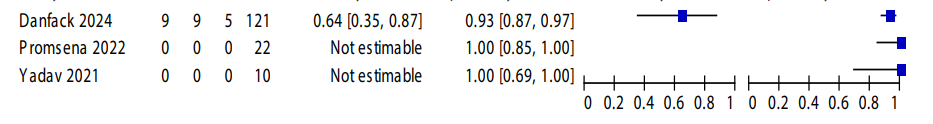 Danfack 2024 9 9 5 121 0.64 [0.35, 0.87] 0.93 [0.87, 0.97]
Promsena 2022 0 0 0 22 Not estimable 1.00 [0.85, 1.00]
Yadav 2021 0 0 0 10 Not estimable 1.00 [0.69, 1.00]
0 0.2 0.4 0.6 0.8 1 0 0.2 0.4 0.6 0.8 1